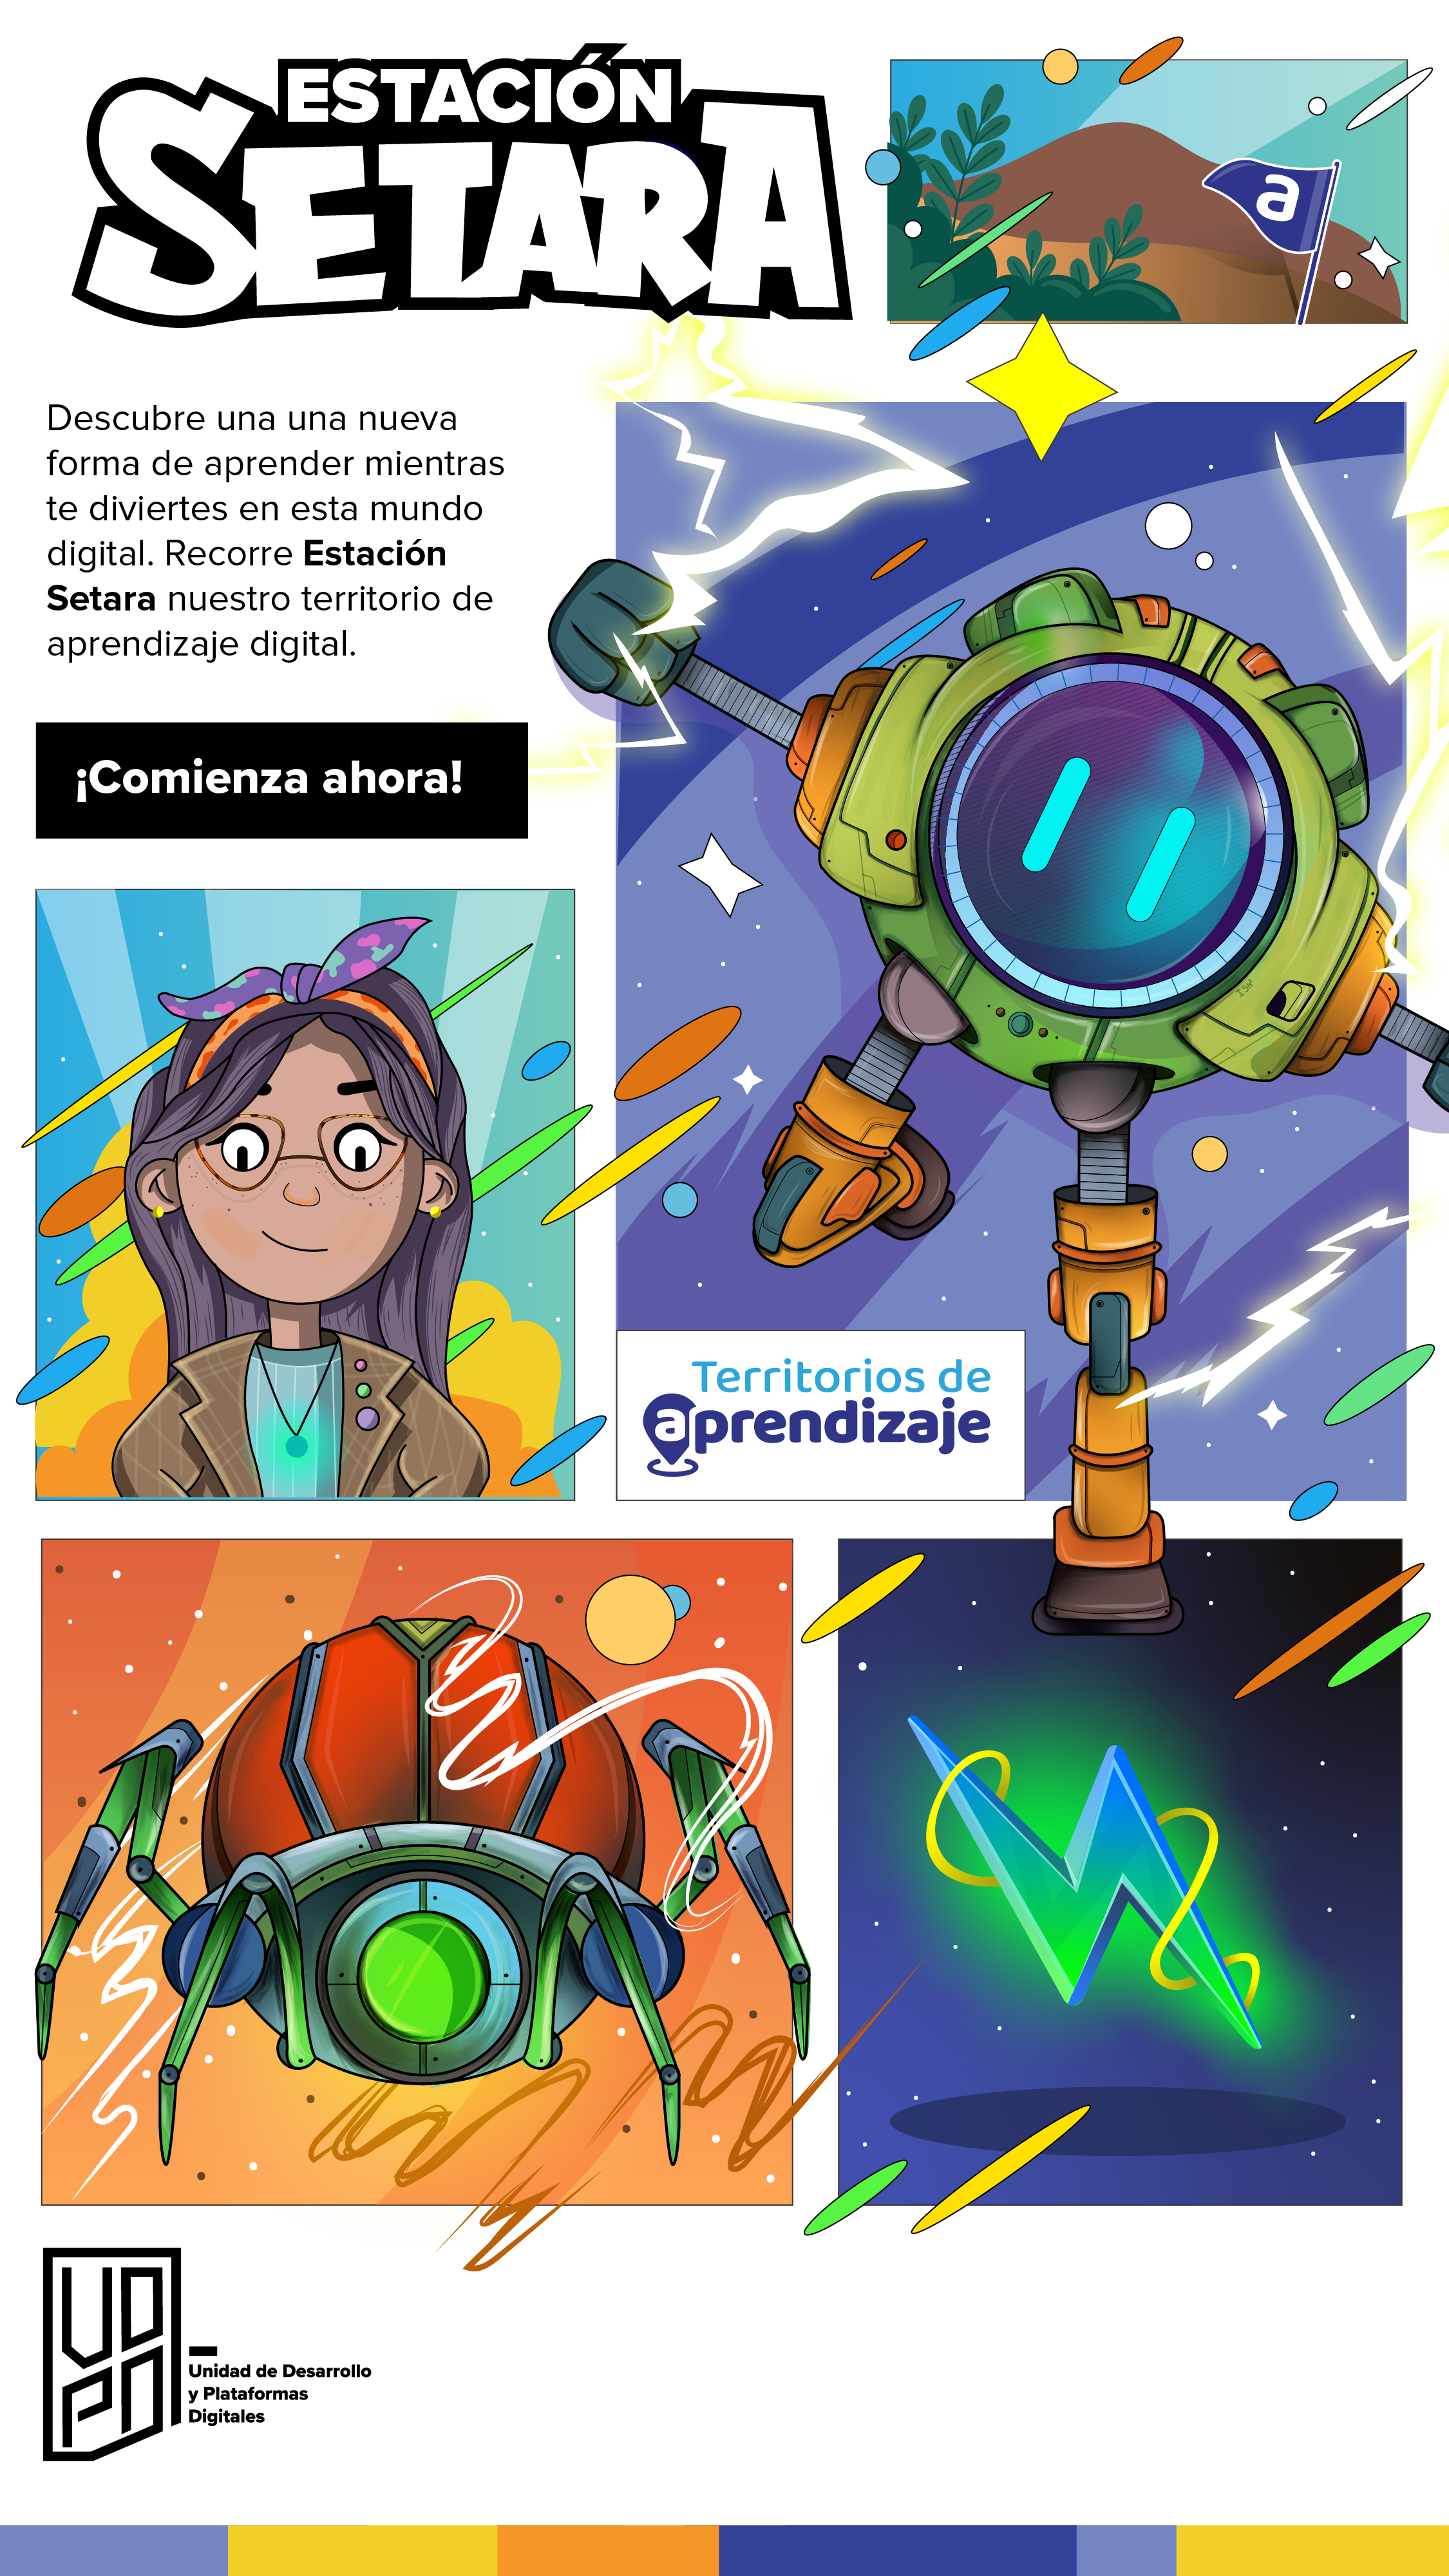 ESTACIÓN
SETARA
a
Descubre una una nueva
forma de aprender mientras
te diviertes en esta mundo
digital. Recorre Estación
Setara nuestro territorio de
aprendizaje digital.
¡Comienza ahora!
Territorios de
aprendizaje
UDPD
Unidad de Desarrollo
y Plataformas
Digitales